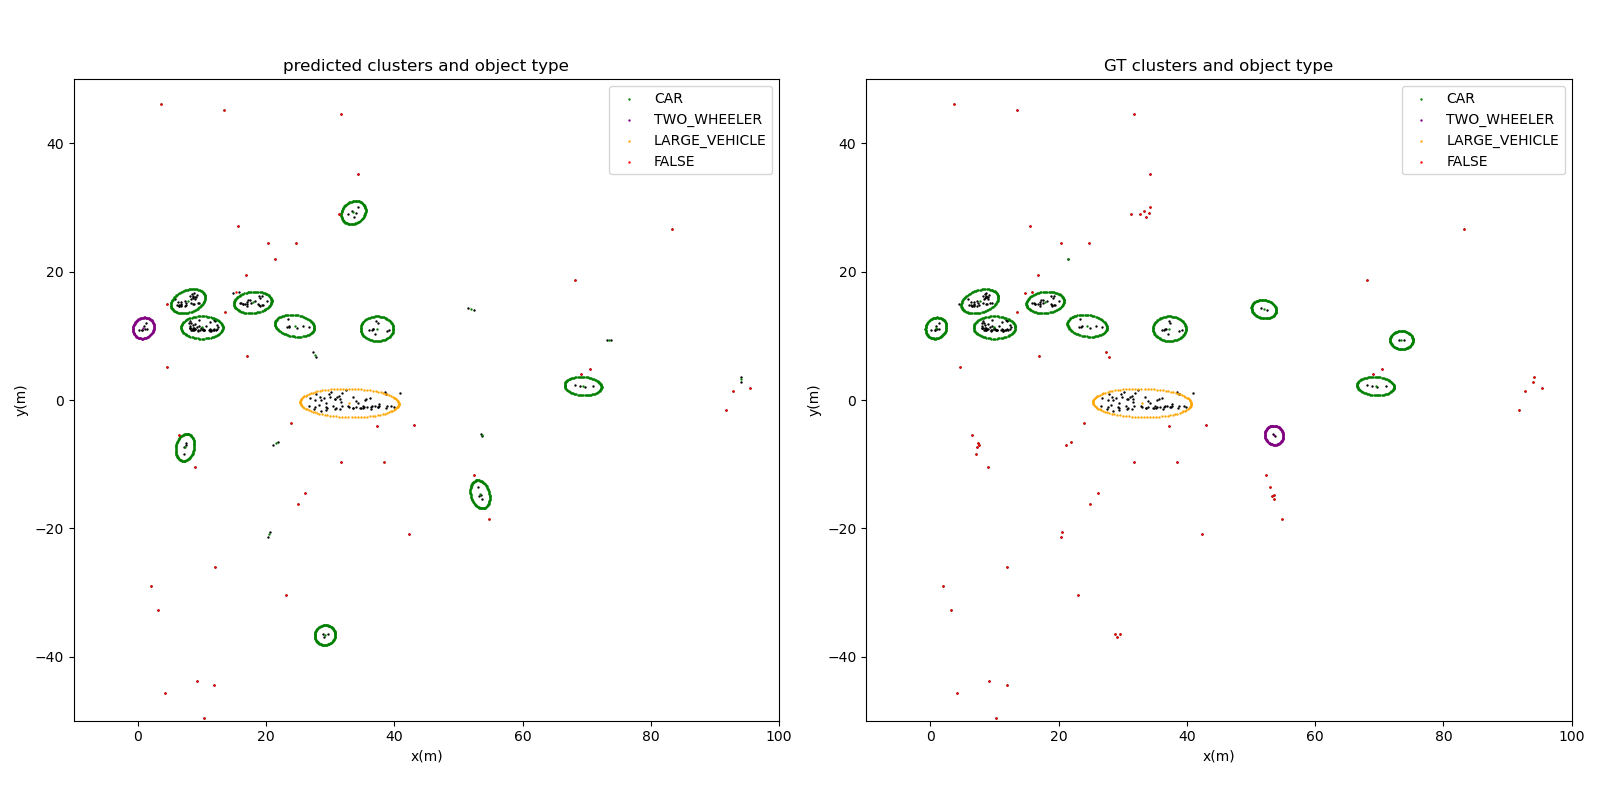 predicted clusters and object type
CAR
TWO_WHEELER
LARGE_VEHICLE
FALSE
y(m)
40
20
0
−20
−40
0
20
40
60
80
100
x(m)
GT clusters and object type
CAR
TWO_WHEELER
LARGE_VEHICLE
FALSE
y(m)
40
20
0
−20
−40
0
20
40
60
80
100
x(m)